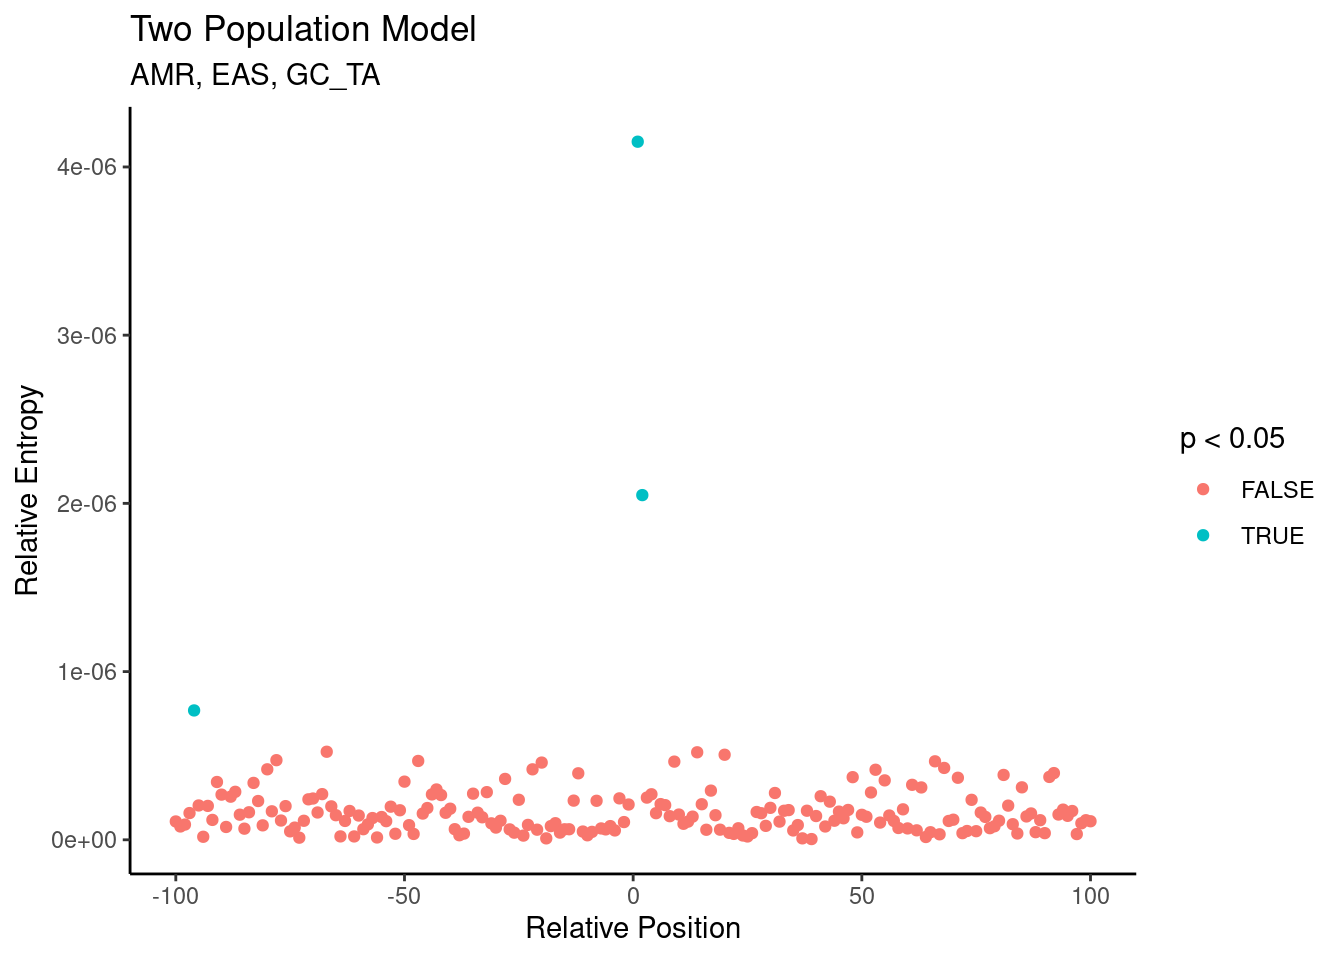 Two Population Model
AMR, EAS, GC_TA
4e-06
3e-06
2e-06
1e-06
0e+00
Relative Entropy
-100
-50
0
50
100
Relative Position
p < 0.05
FALSE
TRUE